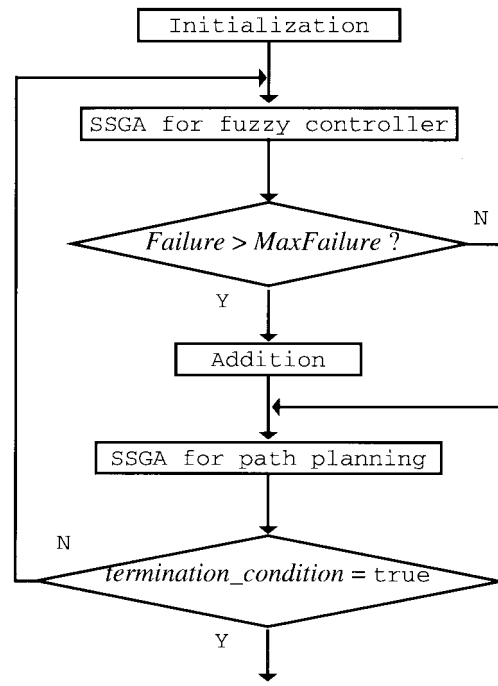 Initialization
SSGA for fuzzy controller
Failure > MaxFailure ?
N
Y
Addition
SSGA for path planning
N
termination_condition = true
Y